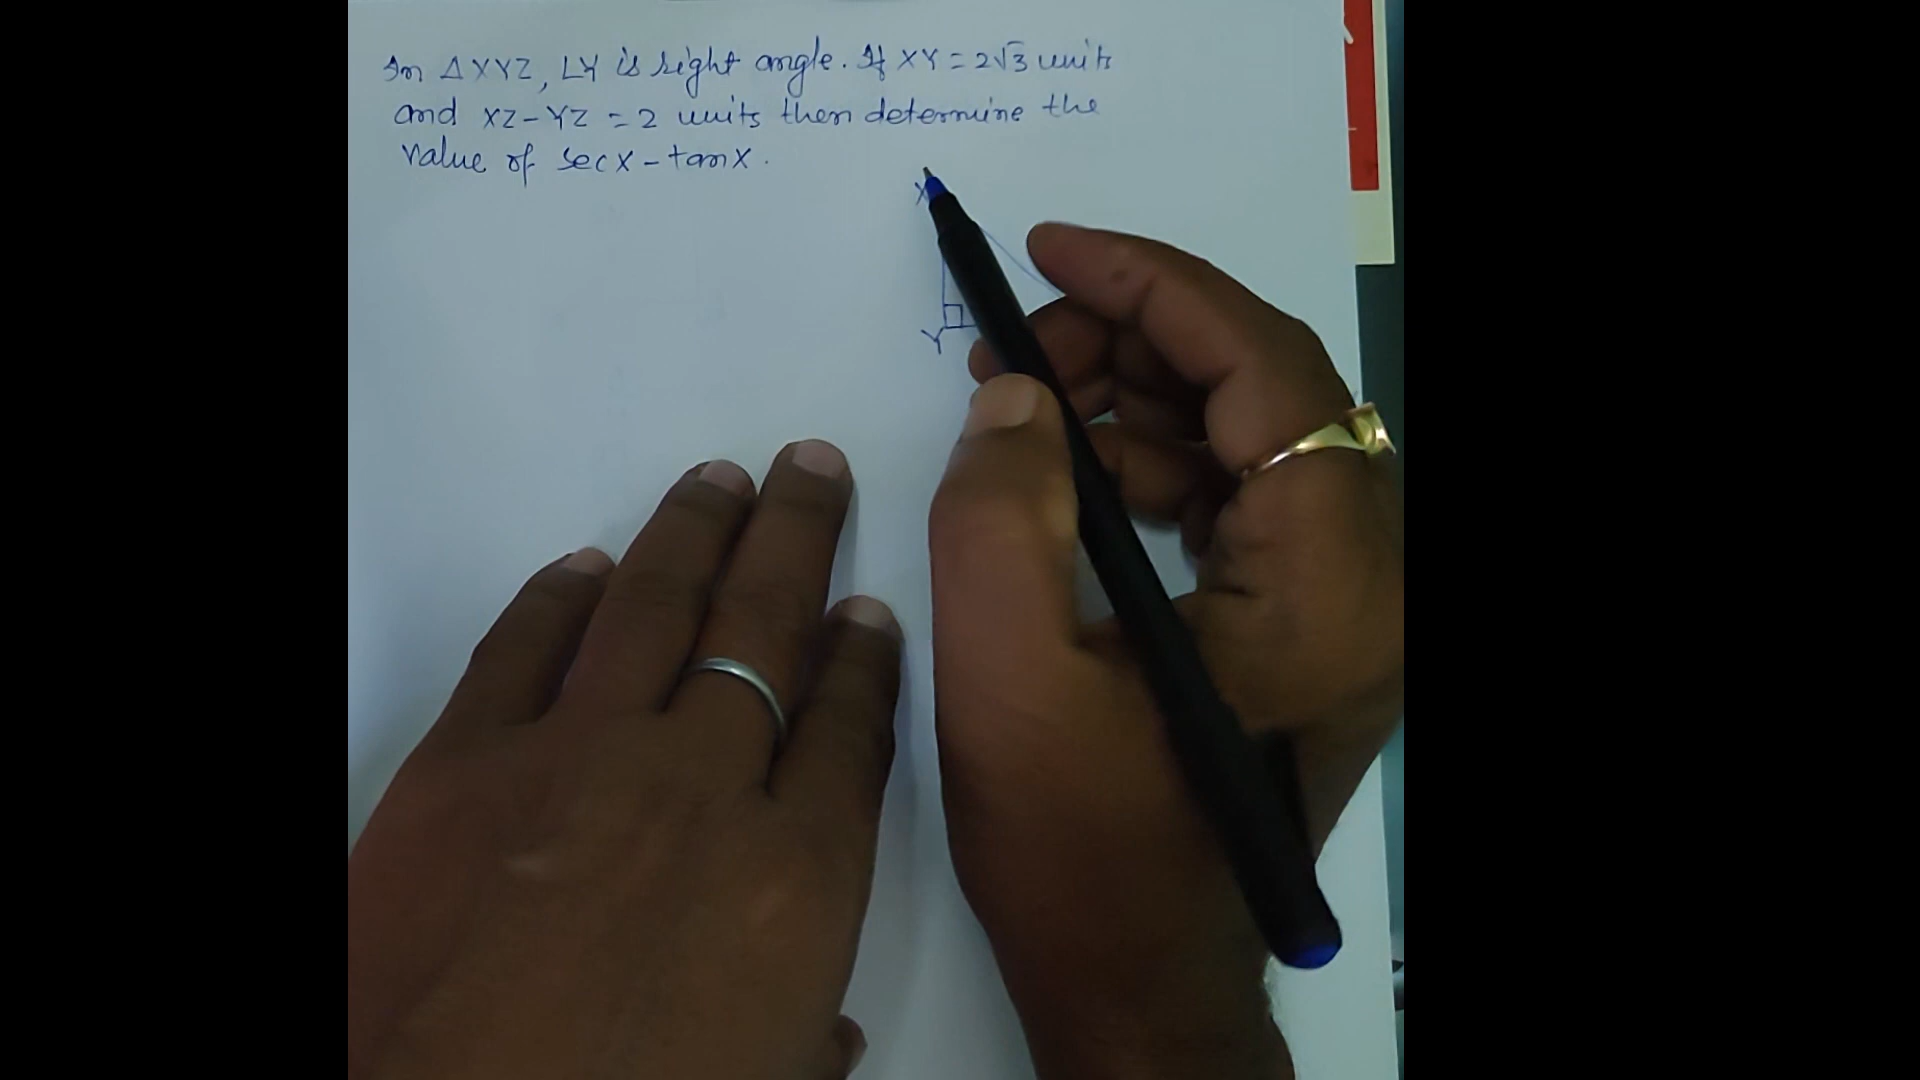 In ΔXYZ, ∠Y is right angle. If XY = 2√3 units
and XZ-YZ = 2 units then determine the
value of secX - tanX.
X
Y